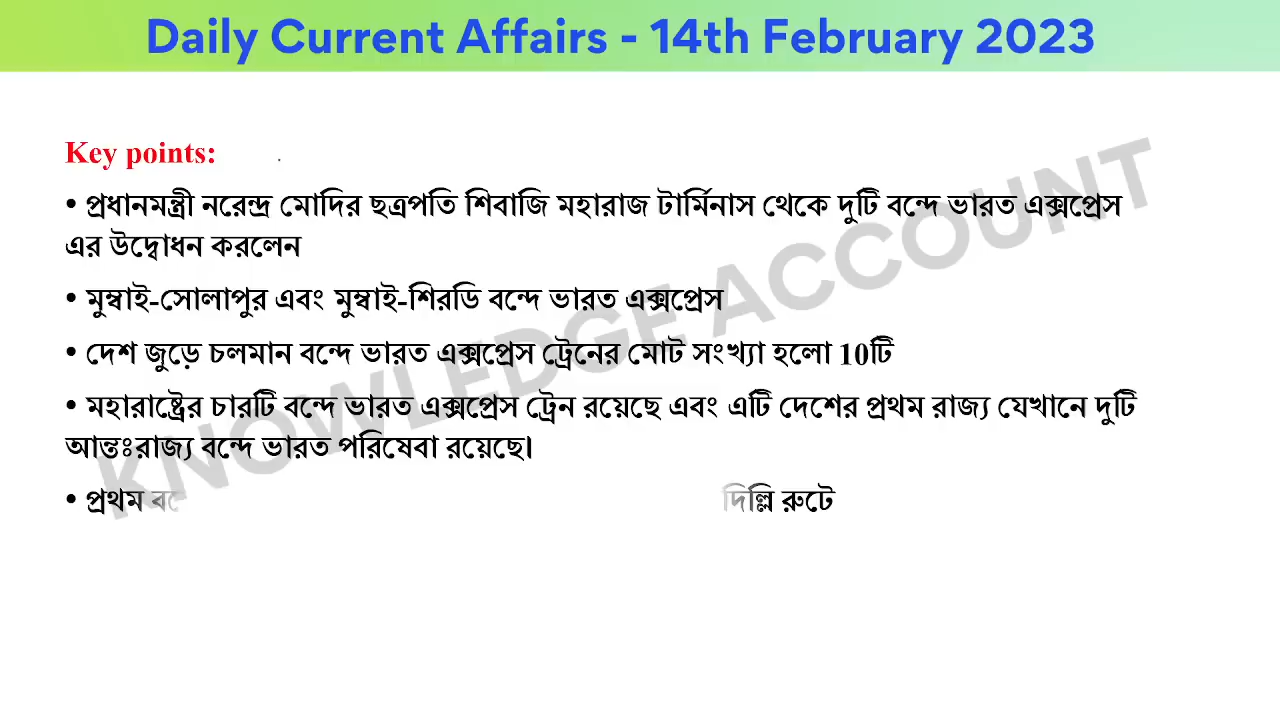 Daily Current Affairs - 14th February 2023
Key points:
• প্রধানমন্ত্রী নরেন্দ্র মোদির ছত্রপতি শিবাজি মহারাজ টার্মিনাস থেকে দুটি বন্দে ভারত এক্সপ্রেস
এর উদ্বোধন করলেন
• মুম্বাই-সোলাপুর এবং মুম্বাই-শিরডি বন্দে ভারত এক্সপ্রেস
• দেশ জুড়ে চলমান বন্দে ভারত এক্সপ্রেস ট্রেনের মোট সংখ্যা হলো 10টি
• মহারাষ্ট্রের চারটি বন্দে ভারত এক্সপ্রেস ট্রেন রয়েছে এবং এটি দেশের প্রথম রাজ্য যেখানে দুটি
আন্তঃরাজ্য বন্দে ভারত পরিষেবা রয়েছে।
• প্রথম দিল্লি রুটে
KNOWLEDGE ACCOUNT